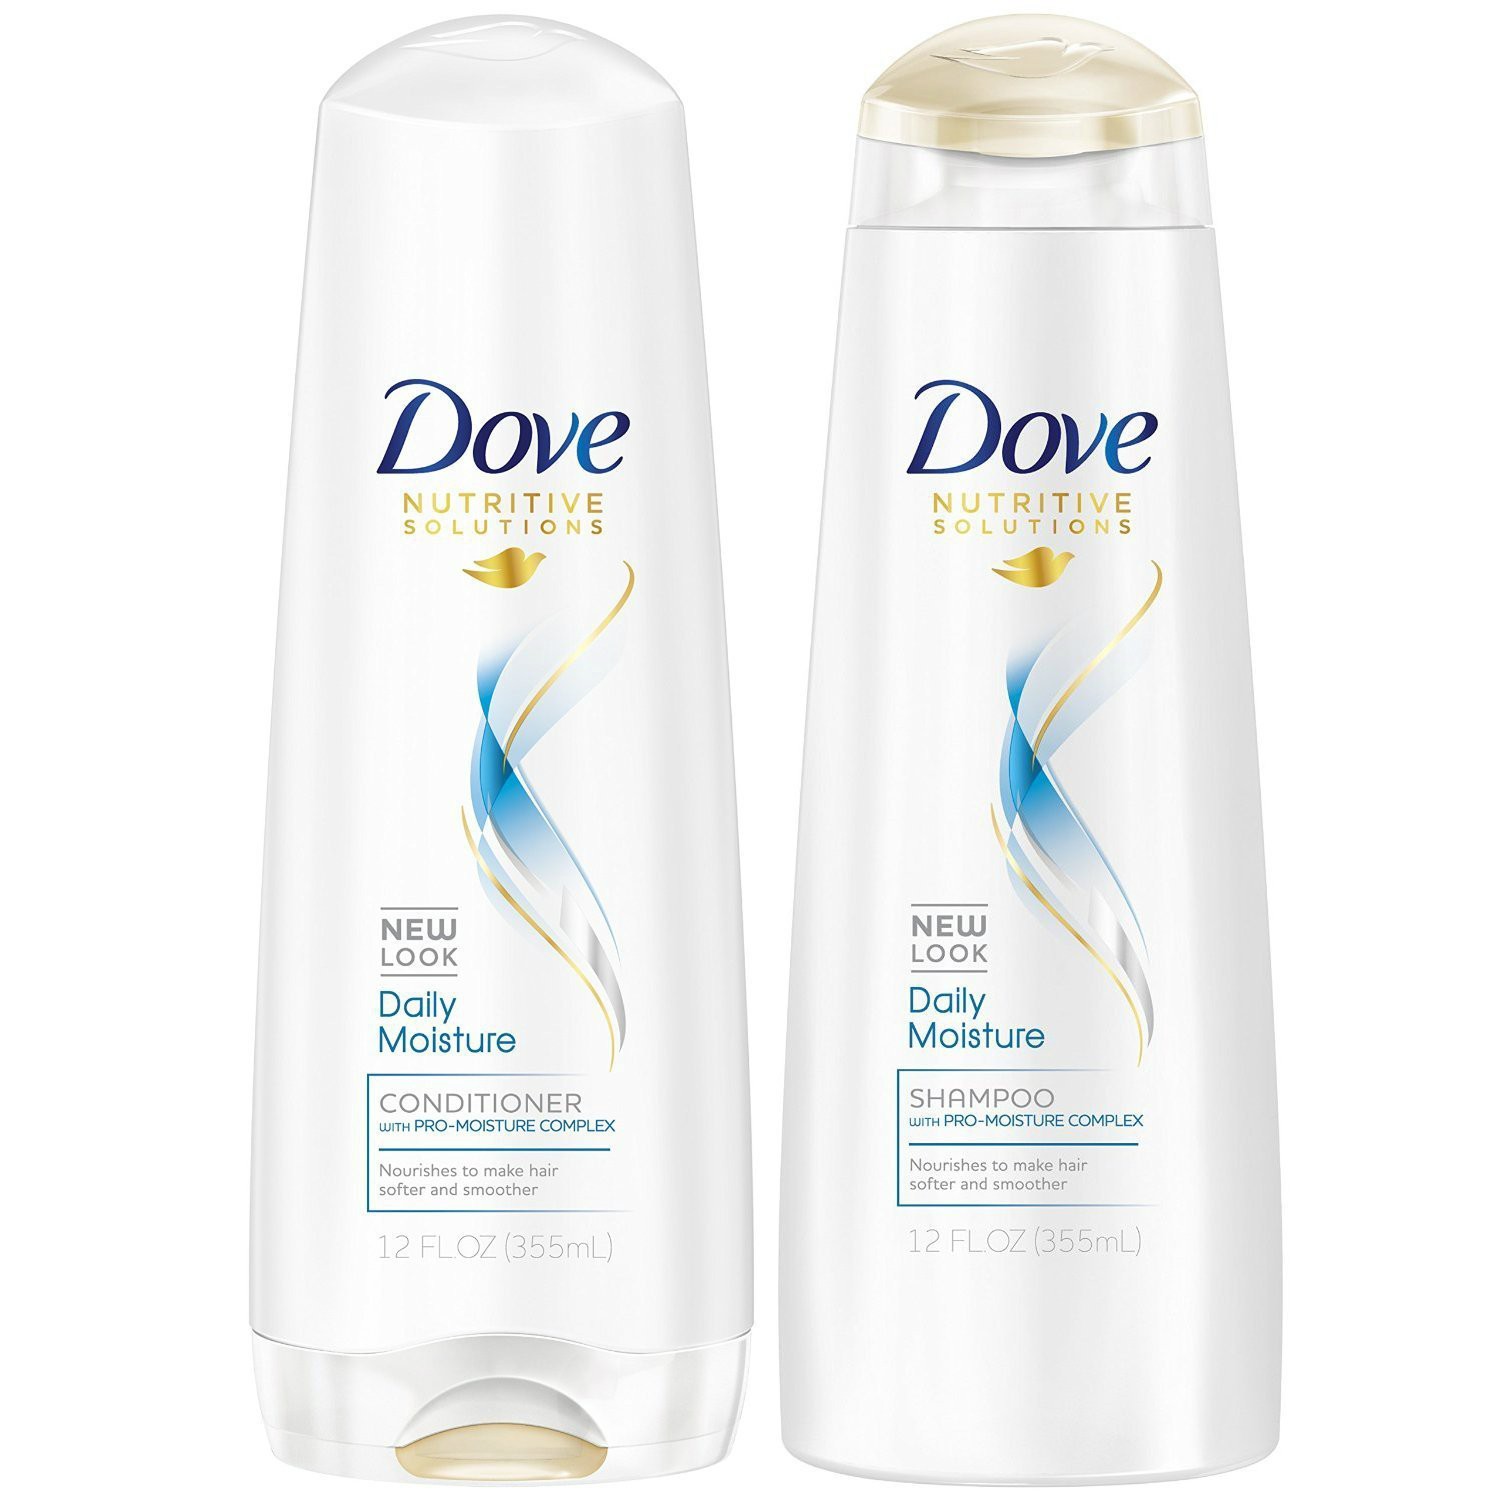 Dove
NUTRITIVE
SOLUTIONS
NEW
LOOK
Daily
Moisture
CONDITIONER
WITH PRO-MOISTURE COMPLEX
Nourishes to make hair
softer and smoother
12 FL.OZ (355mL)
Dove
NUTRITIVE
SOLUTIONS
NEW
LOOK
Daily
Moisture
SHAMPOO
WITH PRO-MOISTURE COMPLEX
Nourishes to make hair
softer and smoother
12 FL.OZ (355mL)